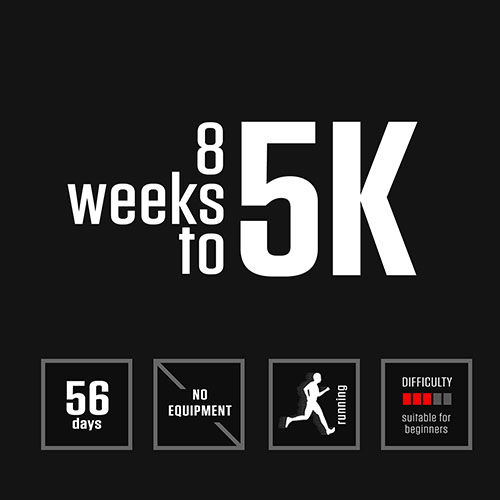 8
weeks
to
5K
56
days
NO
EQUIPMENT
running
DIFFICULTY
suitable for
beginners